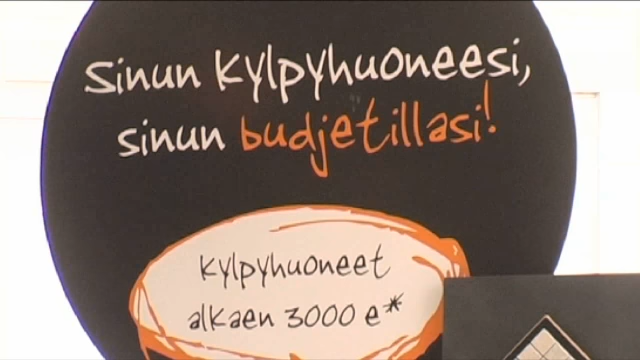 Sinun kylpyhuoneesi,
sinun budjetillasi!
kylpyhuoneet
alkaen 3000 e*